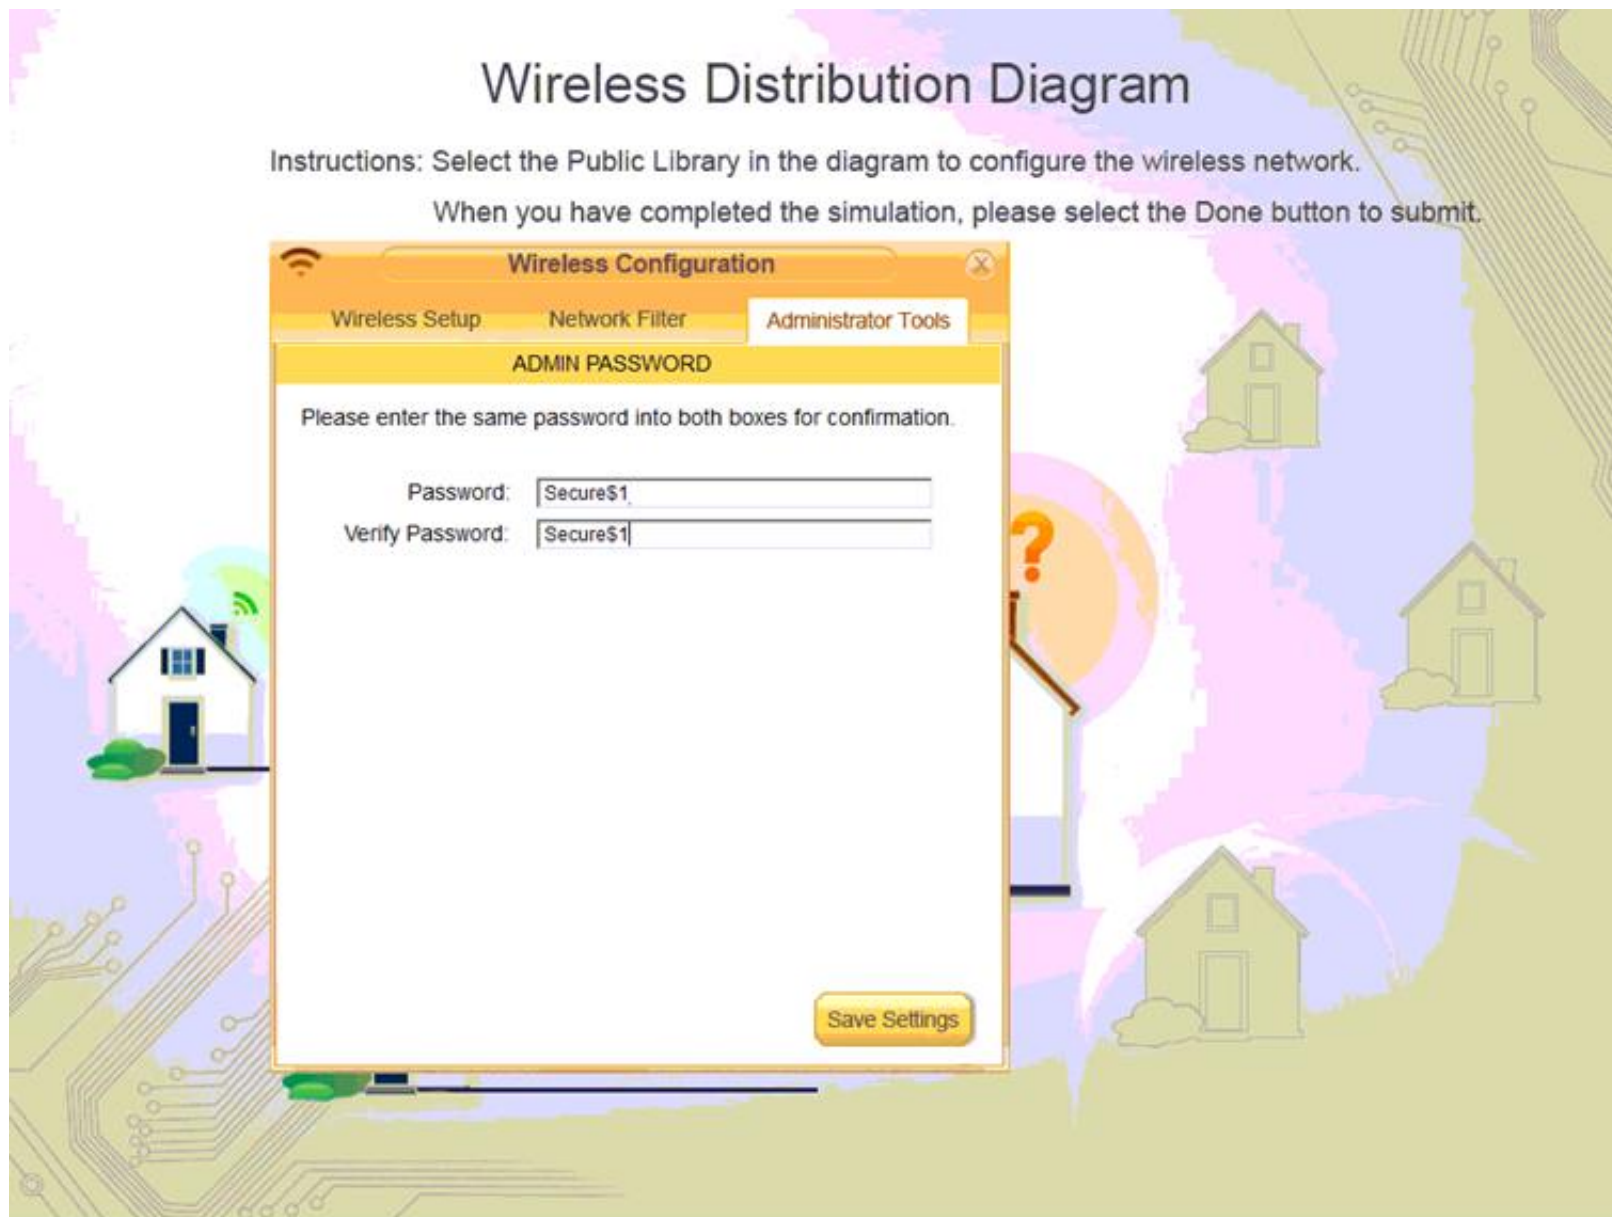 Wireless Distribution Diagram
Instructions: Select the Public Library in the diagram to configure the wireless network.
When you have completed the simulation, please select the Done button to submit.
Wireless Configuration
X
Wireless Setup Network Filter Administrator Tools
ADMIN PASSWORD
Please enter the same password into both boxes for confirmation.
Password: Secure$1
Verify Password: Secure$1
?
Save Settings